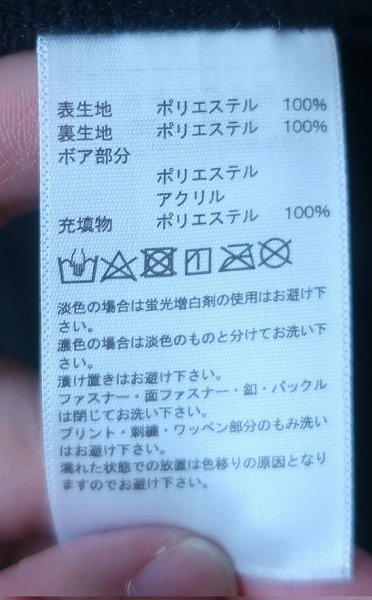 表生地 ポリエステル 100%
裏生地 ポリエステル 100%
ボア部分
ポリエステル
アクリル
充填物 ポリエステル 100%
淡色の場合は蛍光増白剤の使用はお避け下
さい。
濃色の場合は淡色のものと分けてお洗い下
さい。
漬け置きはお避け下さい。
ファスナー・面ファスナー・釦・バックル
は閉じてお洗い下さい。
プリント・刺繍・ワッペン部分のもみ洗い
はお避け下さい。
濡れた状態での放置は色移りの原因となり
ますのでお避け下さい。